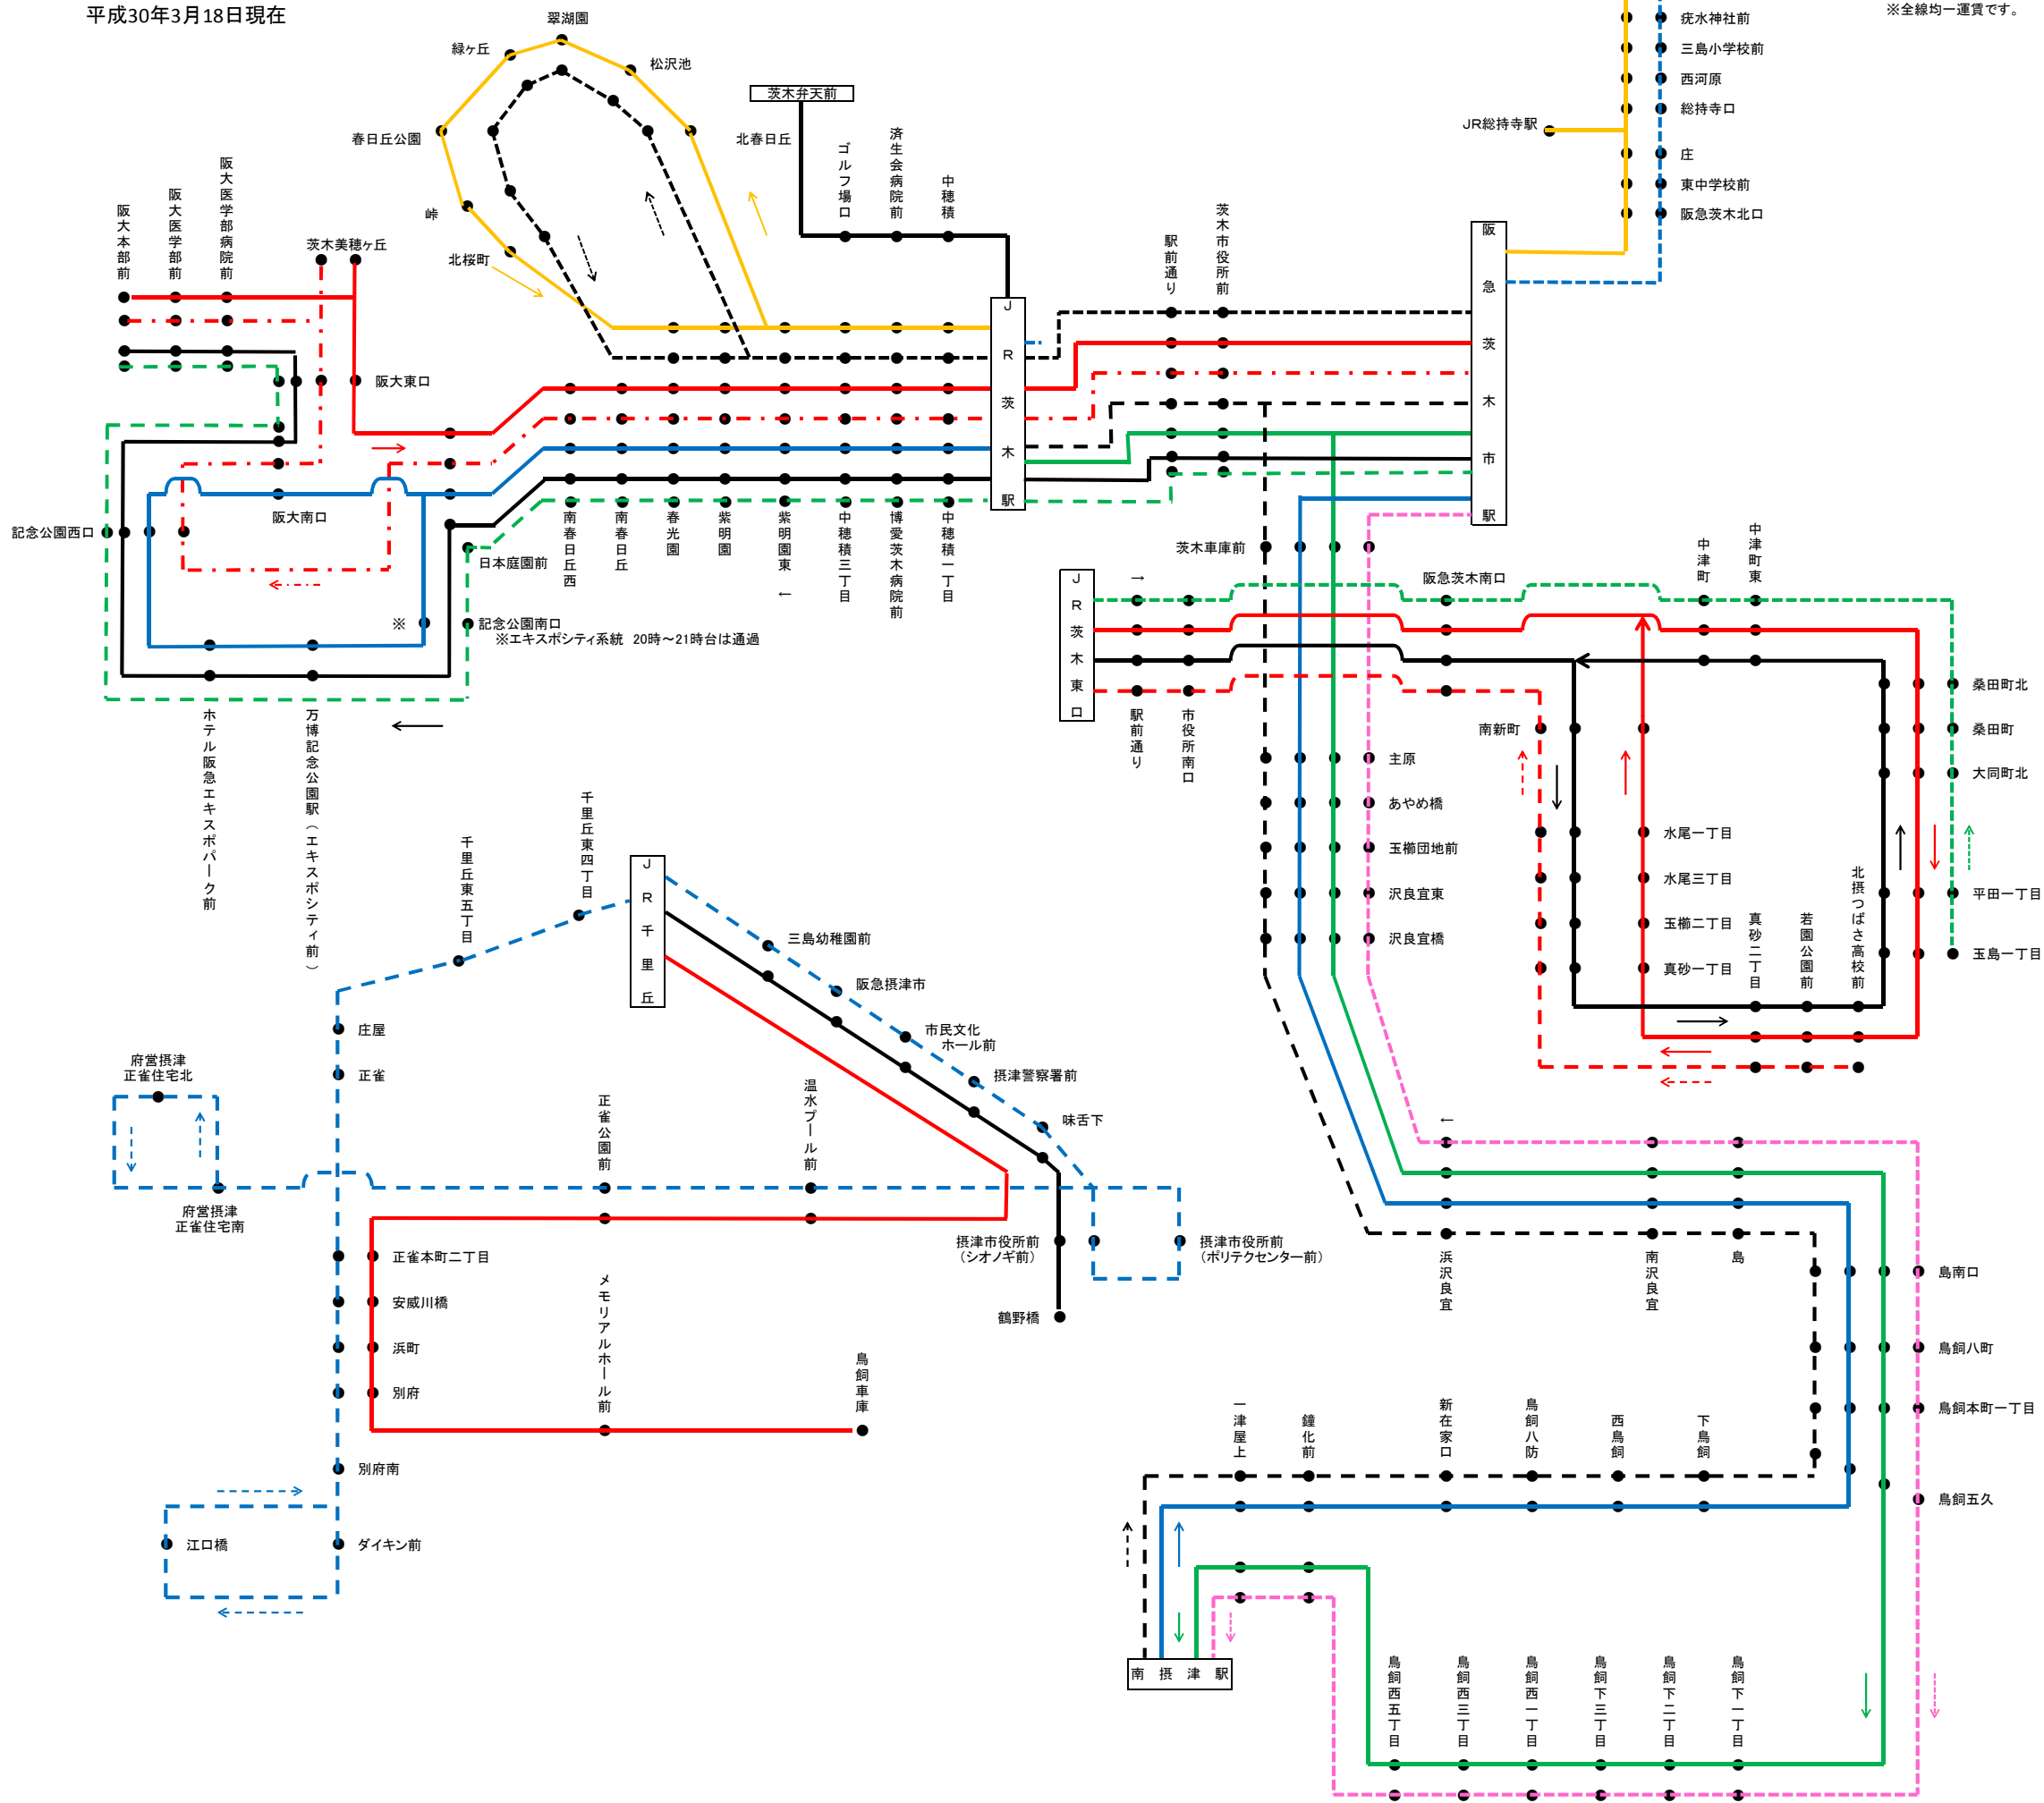 平成30年3月18日現在
※全線均一運賃です。
疣水神社前
三島小学校前
西河原
総持寺口
JR総持寺駅
庄
東中学校前
阪急茨木北口
翠湖園
緑ヶ丘
松沢池
春日丘公園
北春日丘
峠
北桜町
茨木弁天前
ゴルフ場口
済生会病院前
中穂積
阪大本部前
阪大医学部前
阪大医学部病院前
茨木美穂ヶ丘
阪大東口
駅前通り
茨木市役所前
阪急茨木市駅
JR茨木駅
阪大南口
記念公園西口
日本庭園前
※
記念公園南口
※エキスポシティ系統 20時~21時台は通過
南春日丘西
南春日丘
春光園
紫明園
紫明園東
←
中穂積三丁目
博愛茨木病院前
中穂積一丁目
ホテル阪急エキスポパーク前
万博記念公園駅(エキスポシティ前)
茨木車庫前
JR茨木東口
→
駅前通り
市役所南口
阪急茨木南口
中津町
中津町東
桑田町北
桑田町
大同町北
平田一丁目
玉島一丁目
南新町
水尾一丁目
水尾三丁目
玉櫛二丁目
真砂一丁目
真砂二丁目
若園公園前
北摂つばさ高校前
主原
あやめ橋
玉櫛団地前
沢良宜東
沢良宜橋
千里丘東五丁目
千里丘東四丁目
JR千里丘
三島幼稚園前
阪急摂津市
市民文化
ホール前
摂津警察署前
味舌下
庄屋
正雀
府営摂津
正雀住宅北
府営摂津
正雀住宅南
正雀公園前
温水プール前
摂津市役所前
(シオノギ前)
摂津市役所前
(ポリテクセンター前)
鶴野橋
正雀本町二丁目
安威川橋
浜町
別府
メモリアルホール前
鳥飼車庫
別府南
江口橋
ダイキン前
←
浜沢良宜
南沢良宜
島
島南口
鳥飼八町
鳥飼本町一丁目
鳥飼五久
一津屋上
鐘化前
新在家口
鳥飼八防
西鳥飼
下鳥飼
南摂津駅
鳥飼西五丁目
鳥飼西三丁目
鳥飼西一丁目
鳥飼下三丁目
鳥飼下二丁目
鳥飼下一丁目